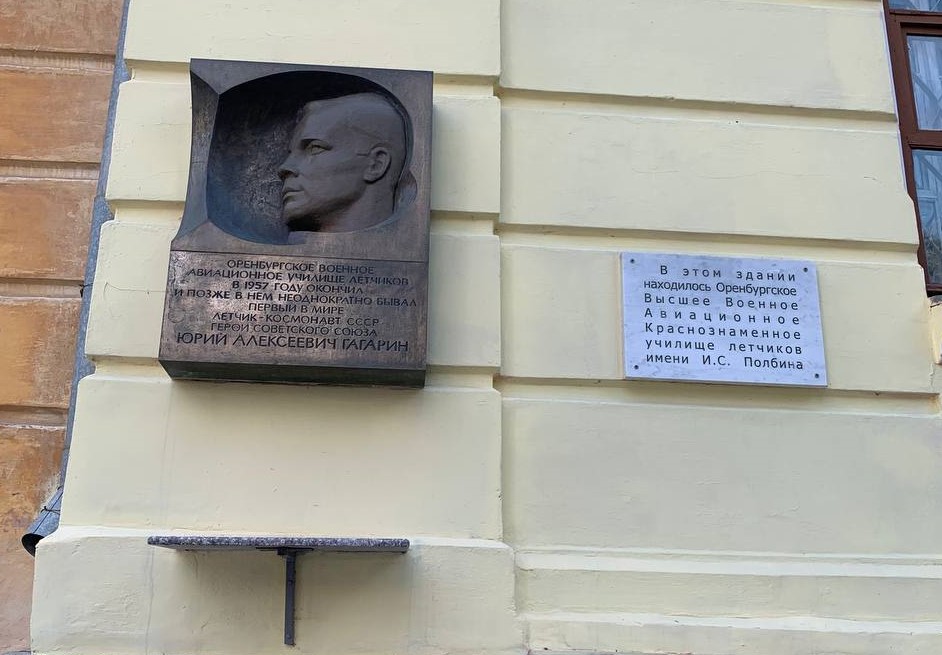 ОРЕНБУРГСКОЕ ВОЕННОЕ
АВИАЦИОННОЕ УЧИЛИЩЕ ЛЕТЧИКОВ
В 1957 ГОДУ ОКОНЧИЛ
И ПОЗЖЕ В НЕМ НЕОДНОКРАТНО БЫВАЛ
ПЕРВЫЙ В МИРЕ
ЛЕТЧИК-КОСМОНАВТ СССР
ГЕРОЙ СОВЕТСКОГО СОЮЗА
ЮРИЙ АЛЕКСЕЕВИЧ ГАГАРИН
В этом здании
находилось Оренбургское
Высшее Военное
Авиационное
Краснознаменное
училище летчиков
имени И.С. Полбина